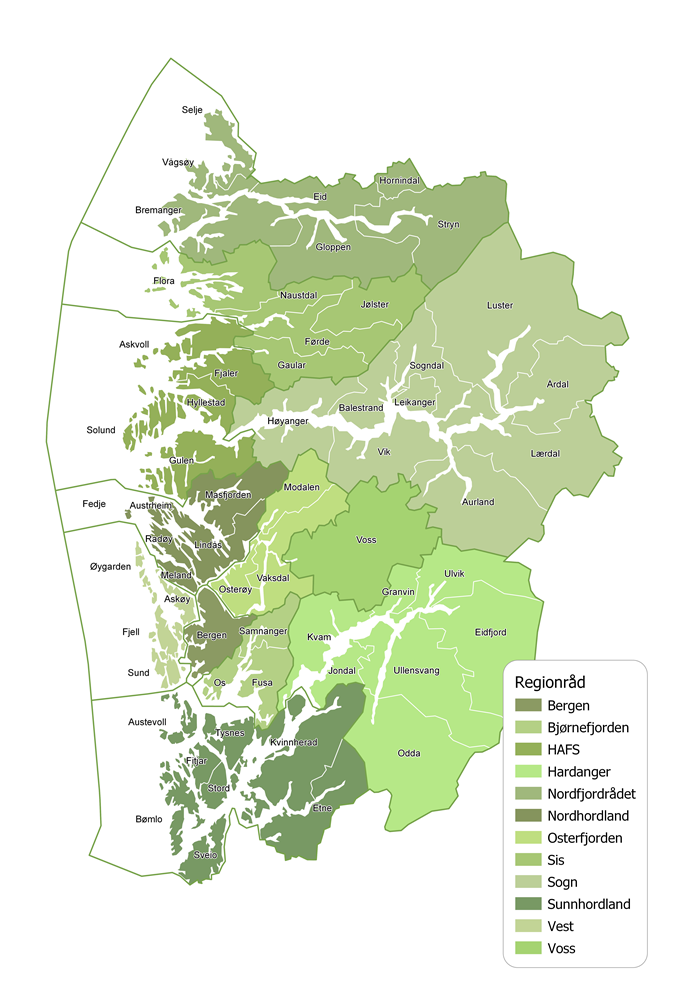 Selje
Vågsøy
Hornindal
Eid
Bremanger
Stryn
Gloppen
Flora
Naustdal
Jølster
Luster
Askvoll
Førde
Gaular
Sogndal
Fjaler
Årdal
Hyllestad
Balestrand
Leikanger
Høyanger
Solund
Vik
Lærdal
Gulen
Modalen
Masfjorden
Aurland
Fedje
Austrheim
Radøy
Lindås
Voss
Øygarden
Meland
Vaksdal
Ulvik
Osterøy
Granvin
Askøy
Fjell
Bergen
Samnanger
Kvam
Eidfjord
Sund
Os
Fusa
Jondal
Ullensvang
Austevoll
Tysnes
Kvinnherad
Odda
Fitjar
Stord
Etne
Bømlo
Sveio
Regionråd
Bergen
Bjørnefjorden
HAFS
Hardanger
Nordfjordrådet
Nordhordland
Osterfjorden
Sis
Sogn
Sunnhordland
Vest
Voss